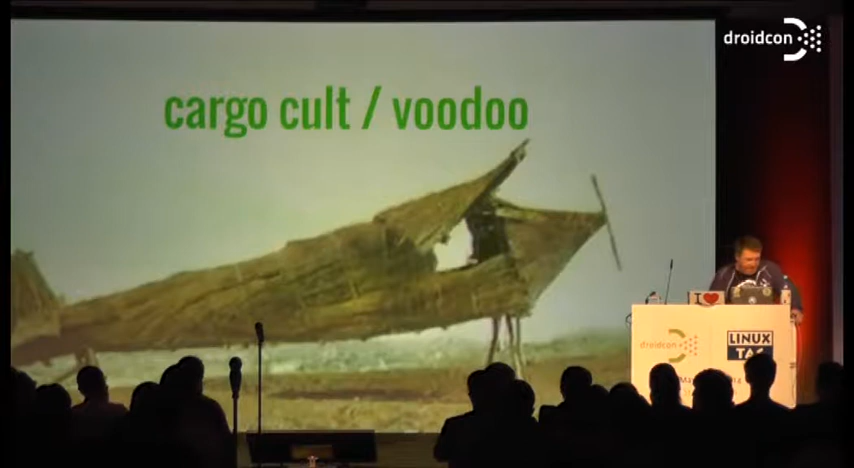 droidcon
cargo cult / voodoo
I ❤
droidcon
LINUX
TAG